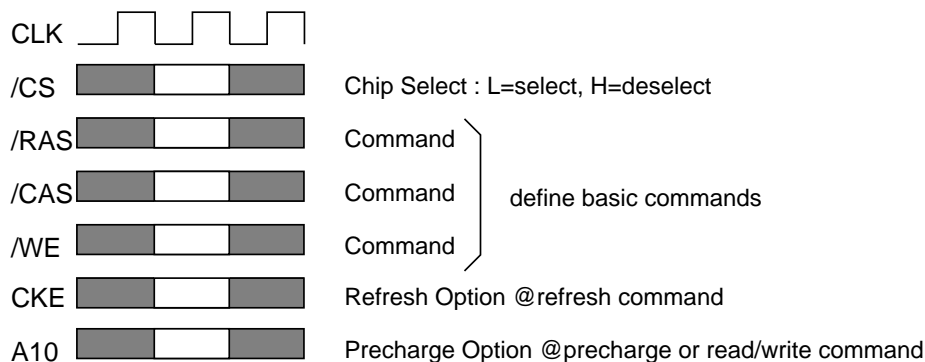 CLK
/CS Chip Select : L=select, H=deselect
/RAS Command
/CAS Command define basic commands
/WE Command
CKE Refresh Option @refresh command
A10 Precharge Option @precharge or read/write command